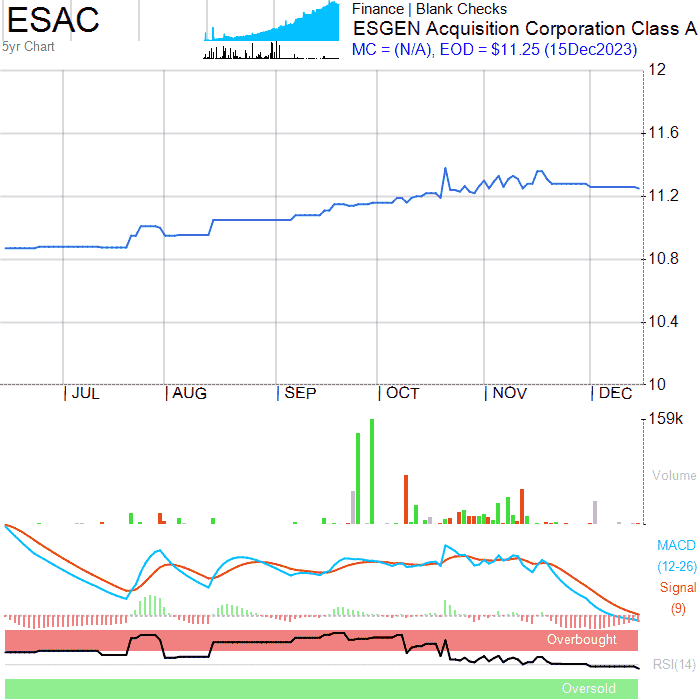 ESAC
5yr Chart
Finance | Blank Checks
ESGEN Acquisition Corporation Class A
MC = (N/A), EOD = $11.25 (15Dec2023)
12
11.6
11.2
10.8
10.4
10
JUL AUG SEP OCT NOV DEC
159k
Volume
MACD
(12-26)
Signal
(9)
Overbought
RSI(14)
Oversold